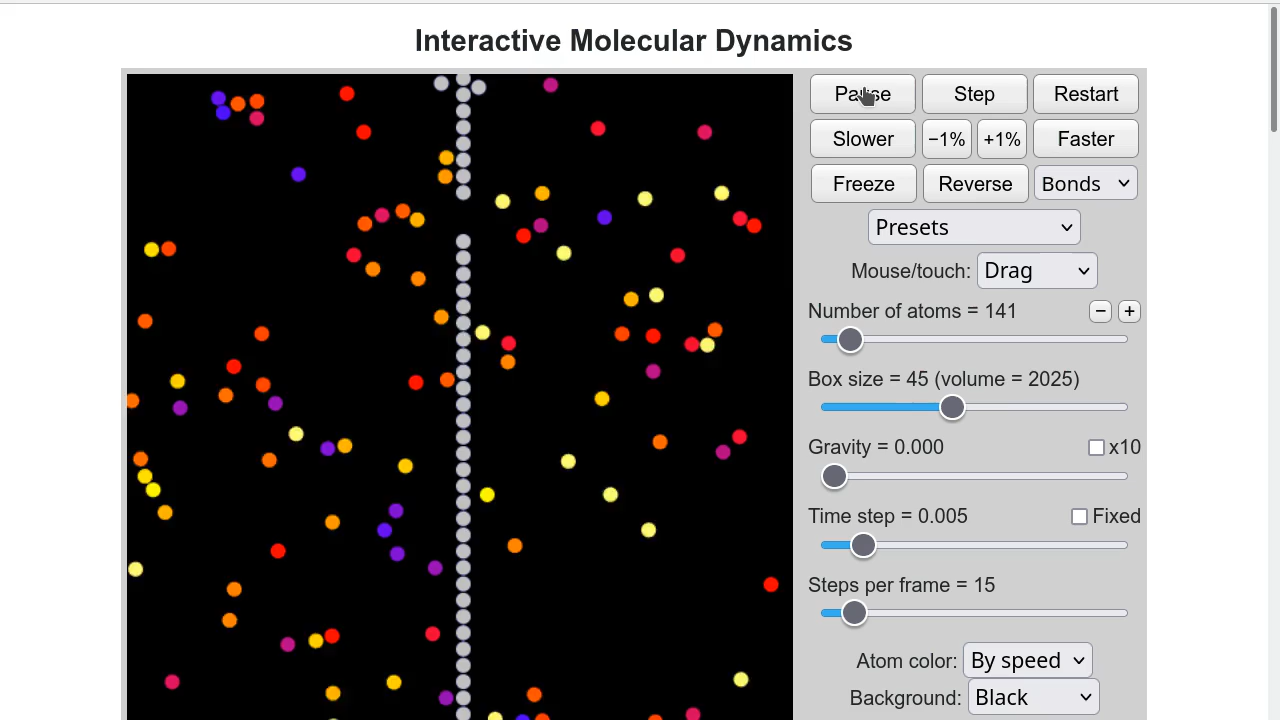 Interactive Molecular Dynamics
Pause Step Restart
Slower −1% +1% Faster
Freeze Reverse Bonds
Presets
Mouse/touch: Drag
Number of atoms = 141 − +
Box size = 45 (volume = 2025)
Gravity = 0.000 x10
Time step = 0.005 Fixed
Steps per frame = 15
Atom color: By speed
Background: Black